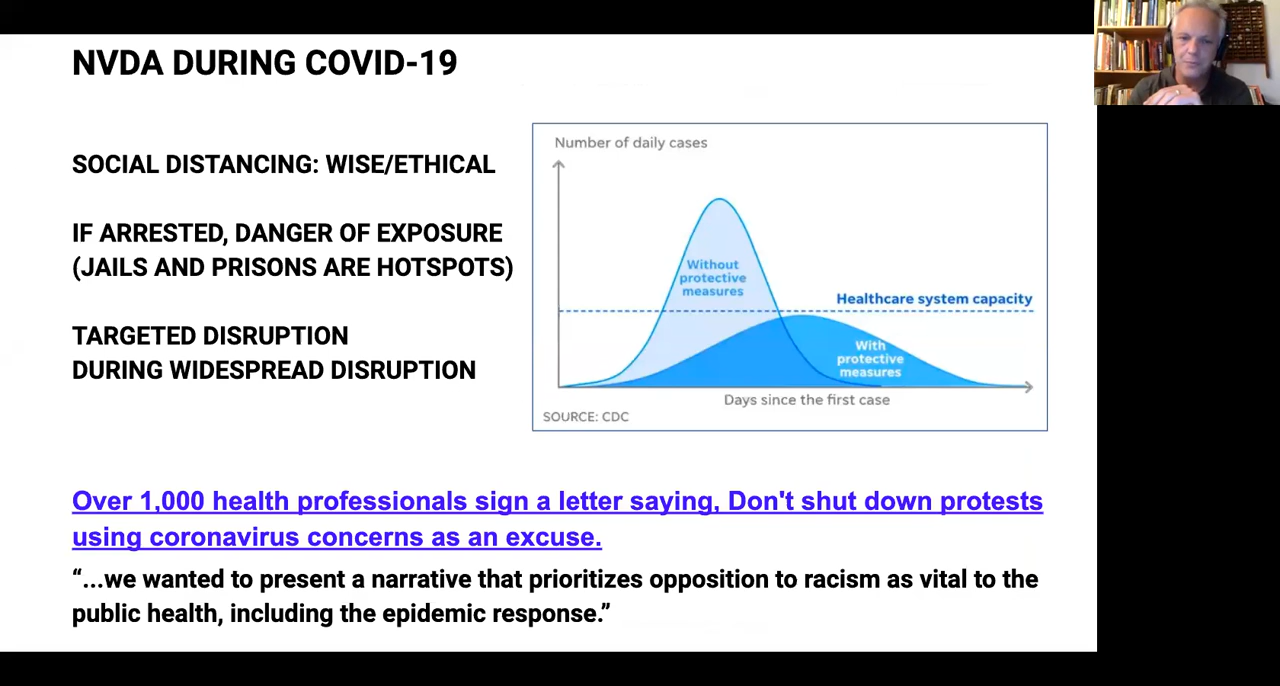 NVDA DURING COVID-19
SOCIAL DISTANCING: WISE/ETHICAL
IF ARRESTED, DANGER OF EXPOSURE
(JAILS AND PRISONS ARE HOTSPOTS)
TARGETED DISRUPTION
DURING WIDESPREAD DISRUPTION
Number of daily cases
Without
protective
measures
Healthcare system capacity
With
protective
measures
Days since the first case
SOURCE: CDC
Over 1,000 health professionals sign a letter saying, Don't shut down protests
using coronavirus concerns as an excuse.
“...we wanted to present a narrative that prioritizes opposition to racism as vital to the
public health, including the epidemic response.”